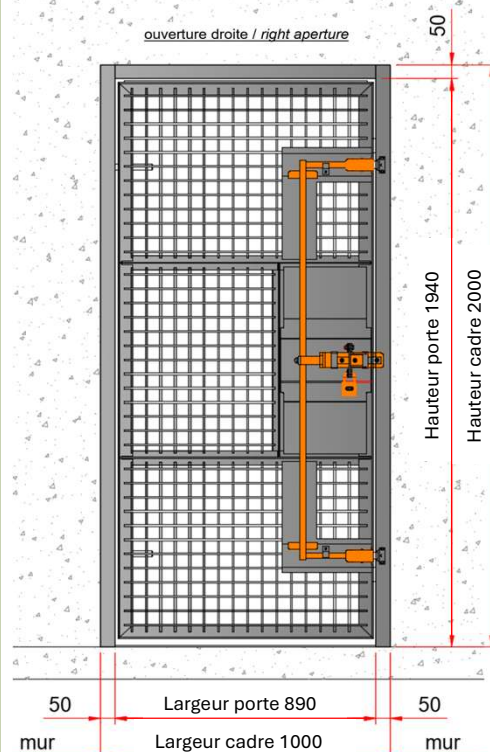 ouverture droite / right aperture
50
Hauteur porte 1940
Hauteur cadre 2000
50
Largeur porte 890
50
mur
Largeur cadre 1000
mur